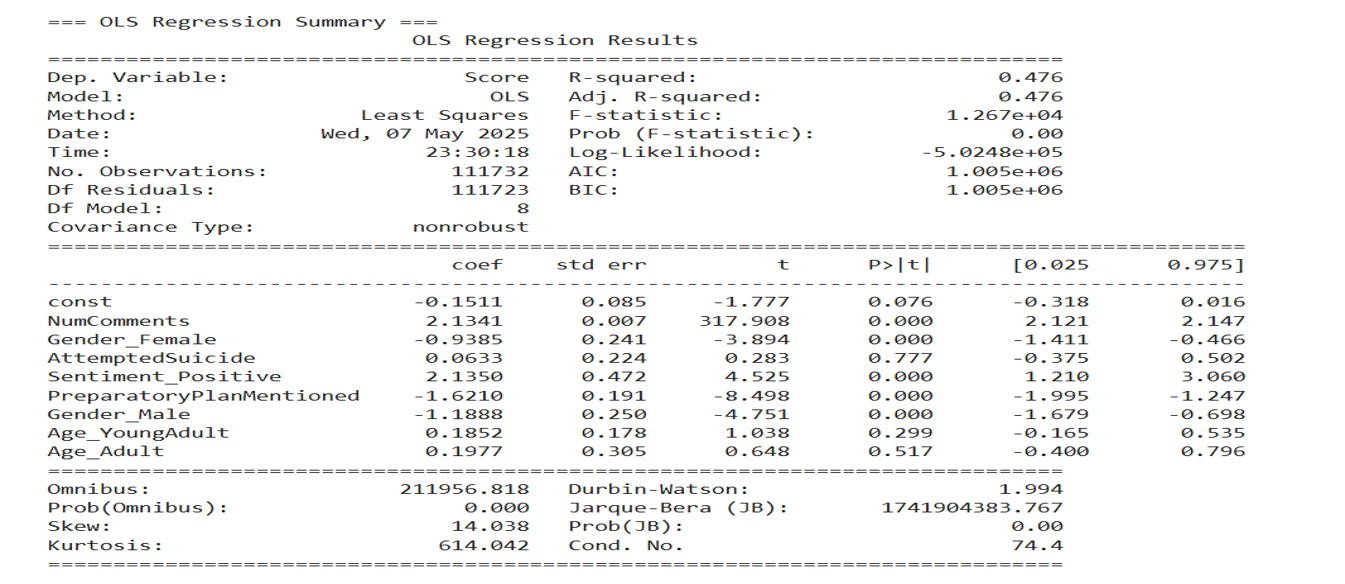 === OLS Regression Summary ===
OLS Regression Results
==============================================================================
Dep. Variable: Score R-squared: 0.476
Model: OLS Adj. R-squared: 0.476
Method: Least Squares F-statistic: 1.267e+04
Date: Wed, 07 May 2025 Prob (F-statistic): 0.00
Time: 23:30:18 Log-Likelihood: -5.0248e+05
No. Observations: 111732 AIC: 1.005e+06
Df Residuals: 111723 BIC: 1.005e+06
Df Model: 8
Covariance Type: nonrobust
============================================================================================
coef std err t P>|t| [0.025 0.975]
--------------------------------------------------------------------------------------------
const -0.1511 0.085 -1.777 0.076 -0.318 0.016
NumComments 2.1341 0.007 317.908 0.000 2.121 2.147
Gender_Female -0.9385 0.241 -3.894 0.000 -1.411 -0.466
AttemptedSuicide 0.0633 0.224 0.283 0.777 -0.375 0.502
Sentiment_Positive 2.1350 0.472 4.525 0.000 1.210 3.060
PreparatoryPlanMentioned -1.6210 0.191 -8.498 0.000 -1.995 -1.247
Gender_Male -1.1888 0.250 -4.751 0.000 -1.679 -0.698
Age_YoungAdult 0.1852 0.178 1.038 0.299 -0.165 0.535
Age_Adult 0.1977 0.305 0.648 0.517 -0.400 0.796
==============================================================================
Omnibus: 211956.818 Durbin-Watson: 1.994
Prob(Omnibus): 0.000 Jarque-Bera (JB): 1741904383.767
Skew: 14.038 Prob(JB): 0.00
Kurtosis: 614.042 Cond. No. 74.4
==============================================================================